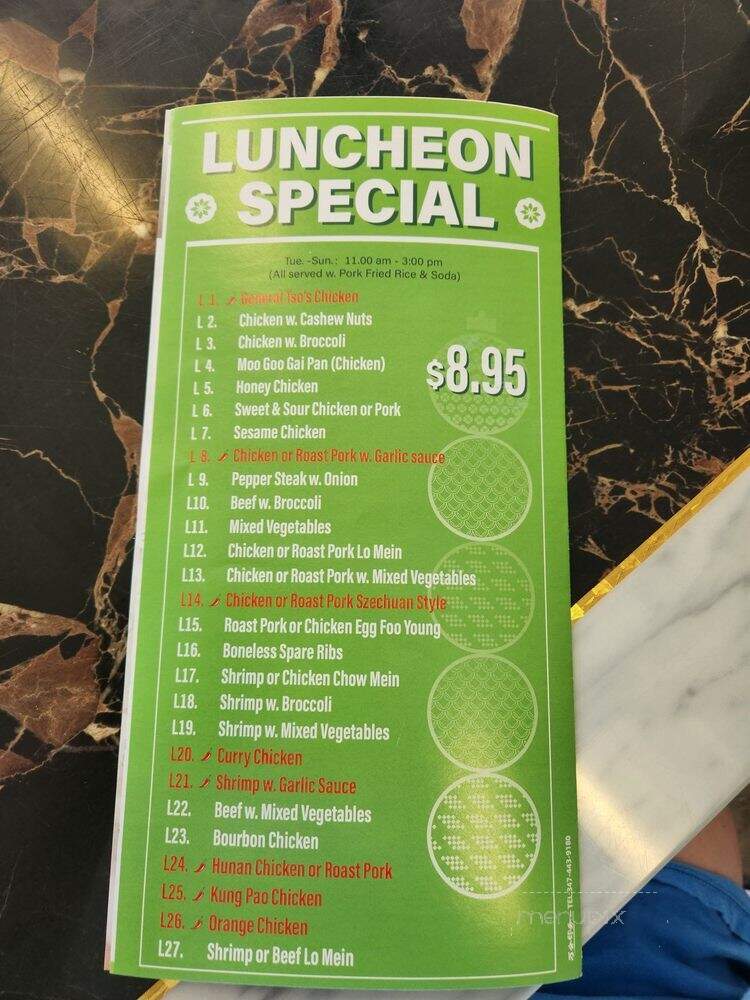 LUNCHEON
SPECIAL
Tue. -Sun.: 11.00 am - 3:00 pm
(All served w. Pork Fried Rice & Soda)
L 1. General Tso's Chicken
L 2. Chicken w. Cashew Nuts
L 3. Chicken w. Broccoli
L 4. Moo Goo Gai Pan (Chicken)
$8.95
L 5. Honey Chicken
L 6. Sweet & Sour Chicken or Pork
L 7. Sesame Chicken
L 8. Chicken or Roast Pork w. Garlic sauce
L 9. Pepper Steak w. Onion
L10. Beef w. Broccoli
L11. Mixed Vegetables
L12. Chicken or Roast Pork Lo Mein
L13. Chicken or Roast Pork w. Mixed Vegetables
L14. Chicken or Roast Pork Szechuan Style
L15. Roast Pork or Chicken Egg Foo Young
L16. Boneless Spare Ribs
L17. Shrimp or Chicken Chow Mein
L18. Shrimp w. Broccoli
L19. Shrimp w. Mixed Vegetables
L20. Curry Chicken
L21. Shrimp w. Garlic Sauce
L22. Beef w. Mixed Vegetables
L23. Bourbon Chicken
L24. Hunan Chicken or Roast Pork
L25. Kung Pao Chicken
L26. Orange Chicken
L27. Shrimp or Beef Lo Mein
TEL:347-443-9180
menupix